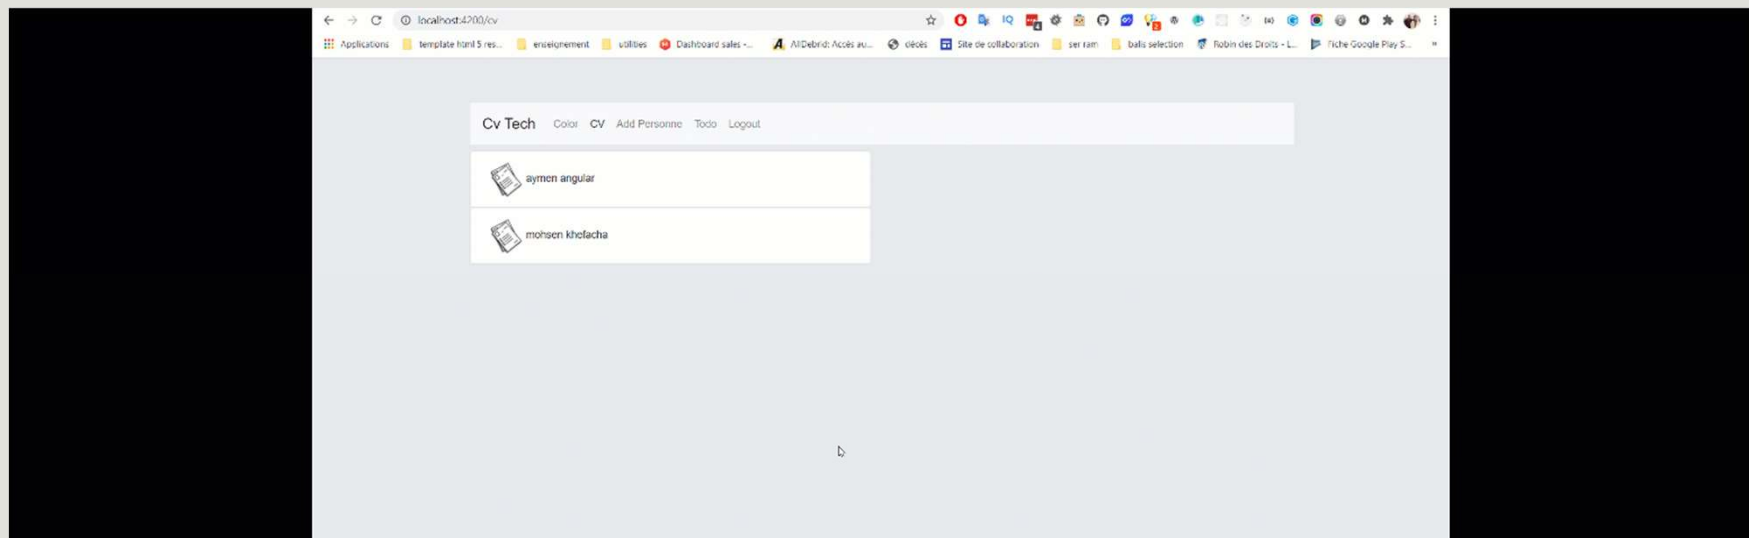 localhost:4200/cv
Applications template html 5 res... enseignement utilities Dashboard sales -... AllDebrid: Accès au... décès Site de collaboration ser ram balis selection Robin des Droits - L... Fiche Google Play S... »
Cv Tech Color CV Add Personne Todo Logout
aymen angular
mohsen khefacha